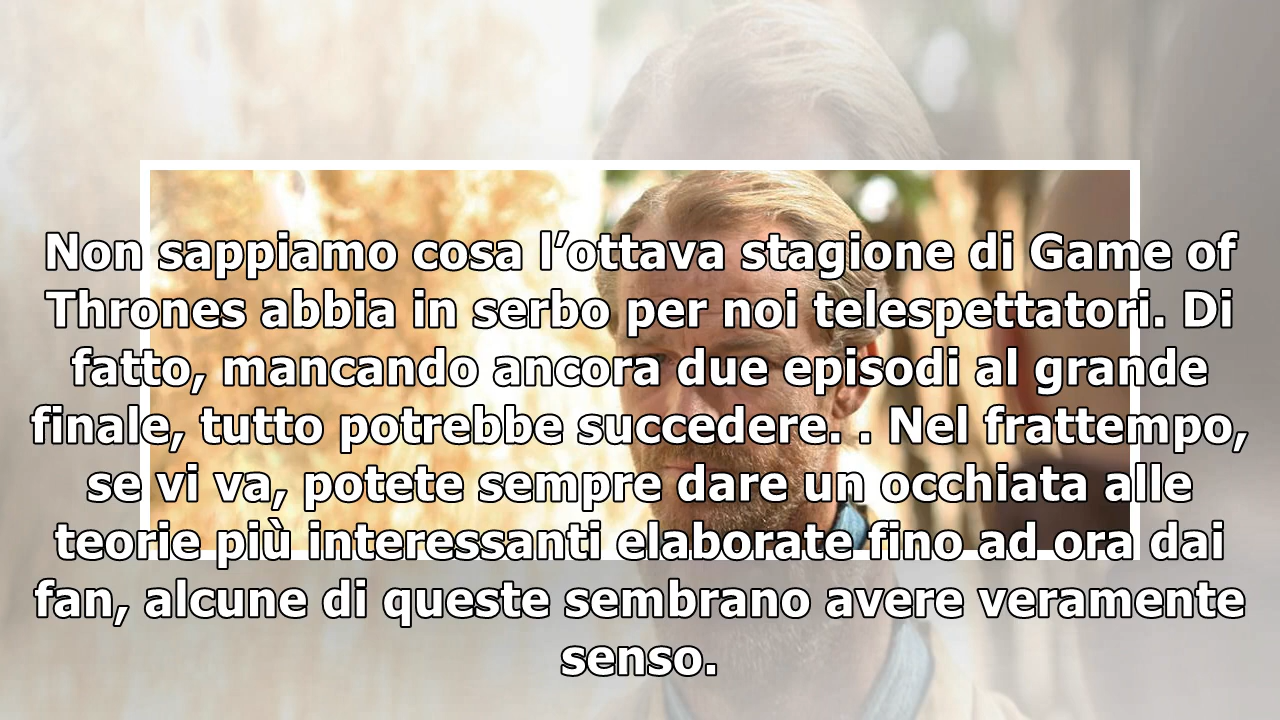 Non sappiamo cosa l’ottava stagione di Game of
Thrones abbia in serbo per noi telespettatori. Di
fatto, mancando ancora due episodi al grande
finale, tutto potrebbe succedere. . Nel frattempo,
se vi va, potete sempre dare un occhiata alle
teorie più interessanti elaborate fino ad ora dai
fan, alcune di queste sembrano avere veramente
senso.